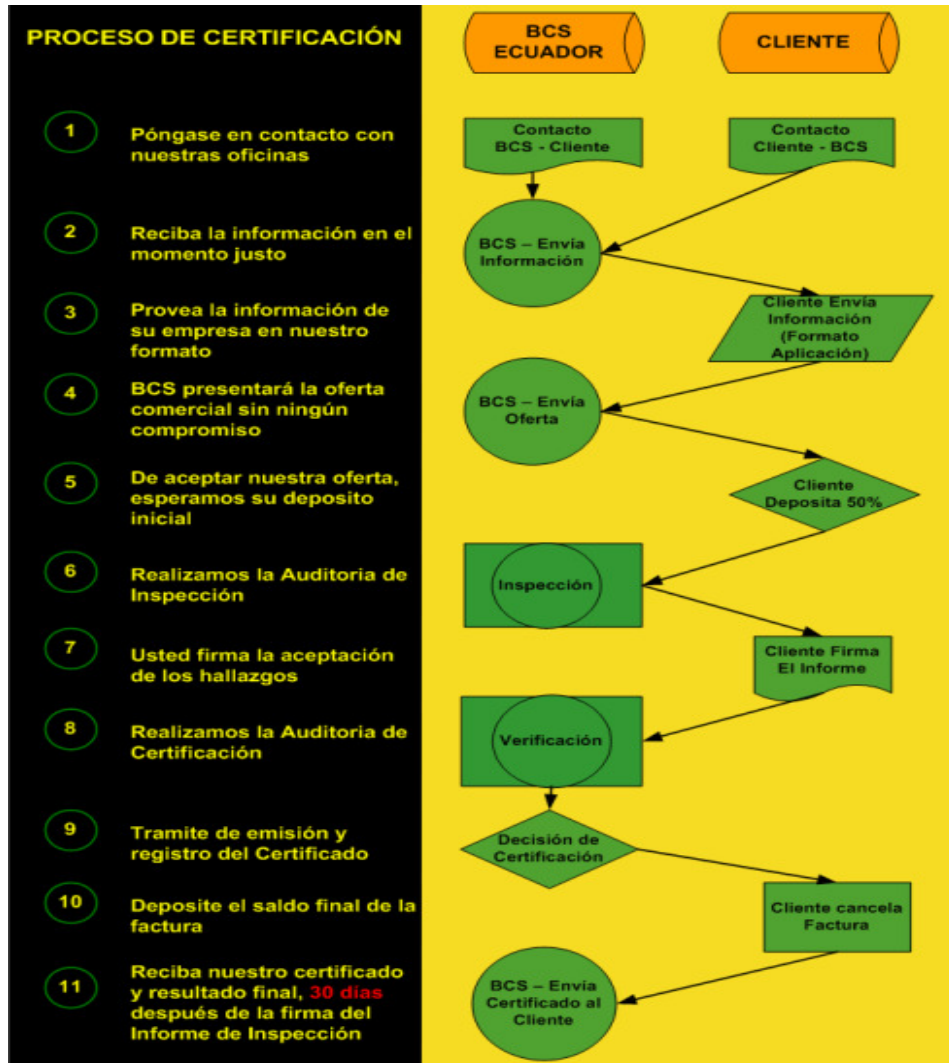 PROCESO DE CERTIFICACIÓN
BCS
ECUADOR
CLIENTE
1
Póngase en contacto con
nuestras oficinas
Contacto
BCS - Cliente
Contacto
Cliente - BCS
2
Reciba la información en el
momento justo
BCS – Envía
Información
3
Provea la información de
su empresa en nuestro
formato
Cliente Envía
Información
(Formato
Aplicación)
4
BCS presentará la oferta
comercial sin ningún
compromiso
BCS – Envía
Oferta
5
De aceptar nuestra oferta,
esperamos su deposito
inicial
Cliente
Deposita 50%
6
Realizamos la Auditoria de
Inspección
Inspección
7
Usted firma la aceptación
de los hallazgos
Cliente Firma
El Informe
8
Realizamos la Auditoria de
Certificación
Verificación
9
Tramite de emisión y
registro del Certificado
Decisión de
Certificación
10
Deposite el saldo final de la
factura
Cliente cancela
Factura
11
Reciba nuestro certificado
y resultado final, 30 días
después de la firma del
Informe de Inspección
BCS – Envía
Certificado al
Cliente